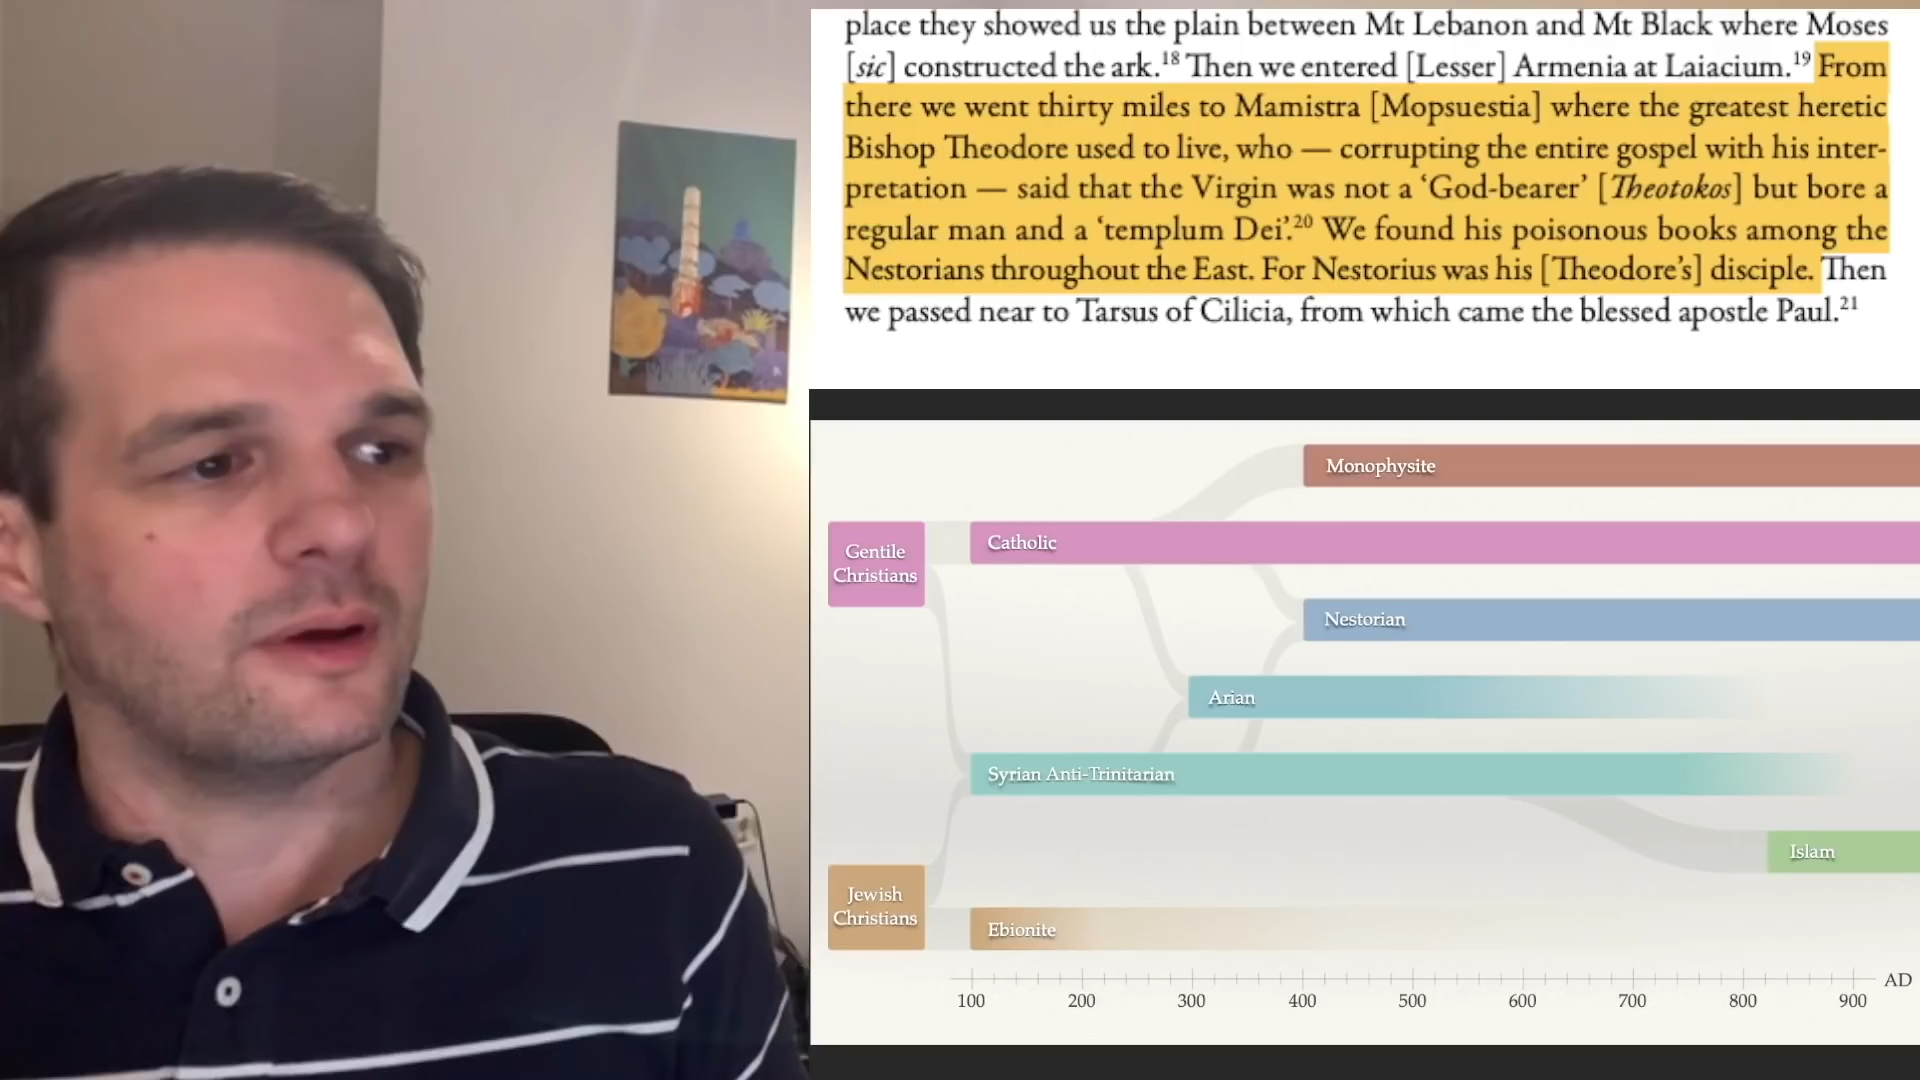 place they showed us the plain between Mt Lebanon and Mt Black where Moses
[sic] constructed the ark.18 Then we entered [Lesser] Armenia at Laiacium.19 From
there we went thirty miles to Mamistra [Mopsuestia] where the greatest heretic
Bishop Theodore used to live, who — corrupting the entire gospel with his inter-
pretation — said that the Virgin was not a ‘God-bearer’ [Theotokos] but bore a
regular man and a ‘templum Dei’.20 We found his poisonous books among the
Nestorians throughout the East. For Nestorius was his [Theodore’s] disciple. Then
we passed near to Tarsus of Cilicia, from which came the blessed apostle Paul.21
Monophysite
Gentile
Christians
Catholic
Nestorian
Arian
Syrian Anti-Trinitarian
Islam
Jewish
Christians
Ebionite
AD
100 200 300 400 500 600 700 800 900